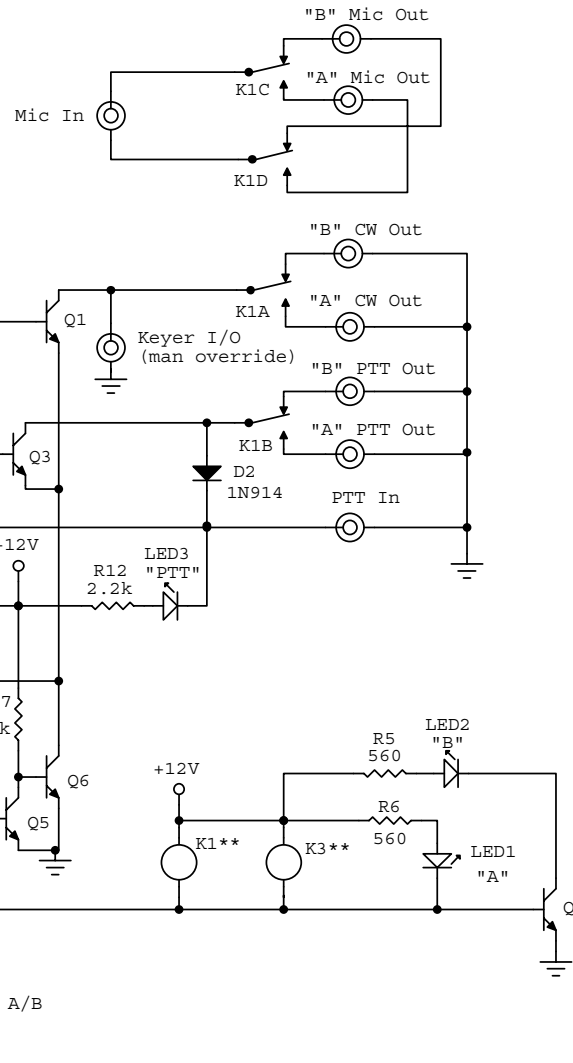 "B" Mic Out
"A" Mic Out
K1C
Mic In
K1D
"B" CW Out
"A" CW Out
K1A
Q1
Keyer I/O
(man override)
"B" PTT Out
"A" PTT Out
K1B
Q3
D2
1N914
PTT In
-12V
LED3
"PTT"
R12
2.2k
7
k
LED2
"B"
R5
560
+12V
Q6
R6
560
Q5
K1**
K3**
LED1
"A"
Q
A/B